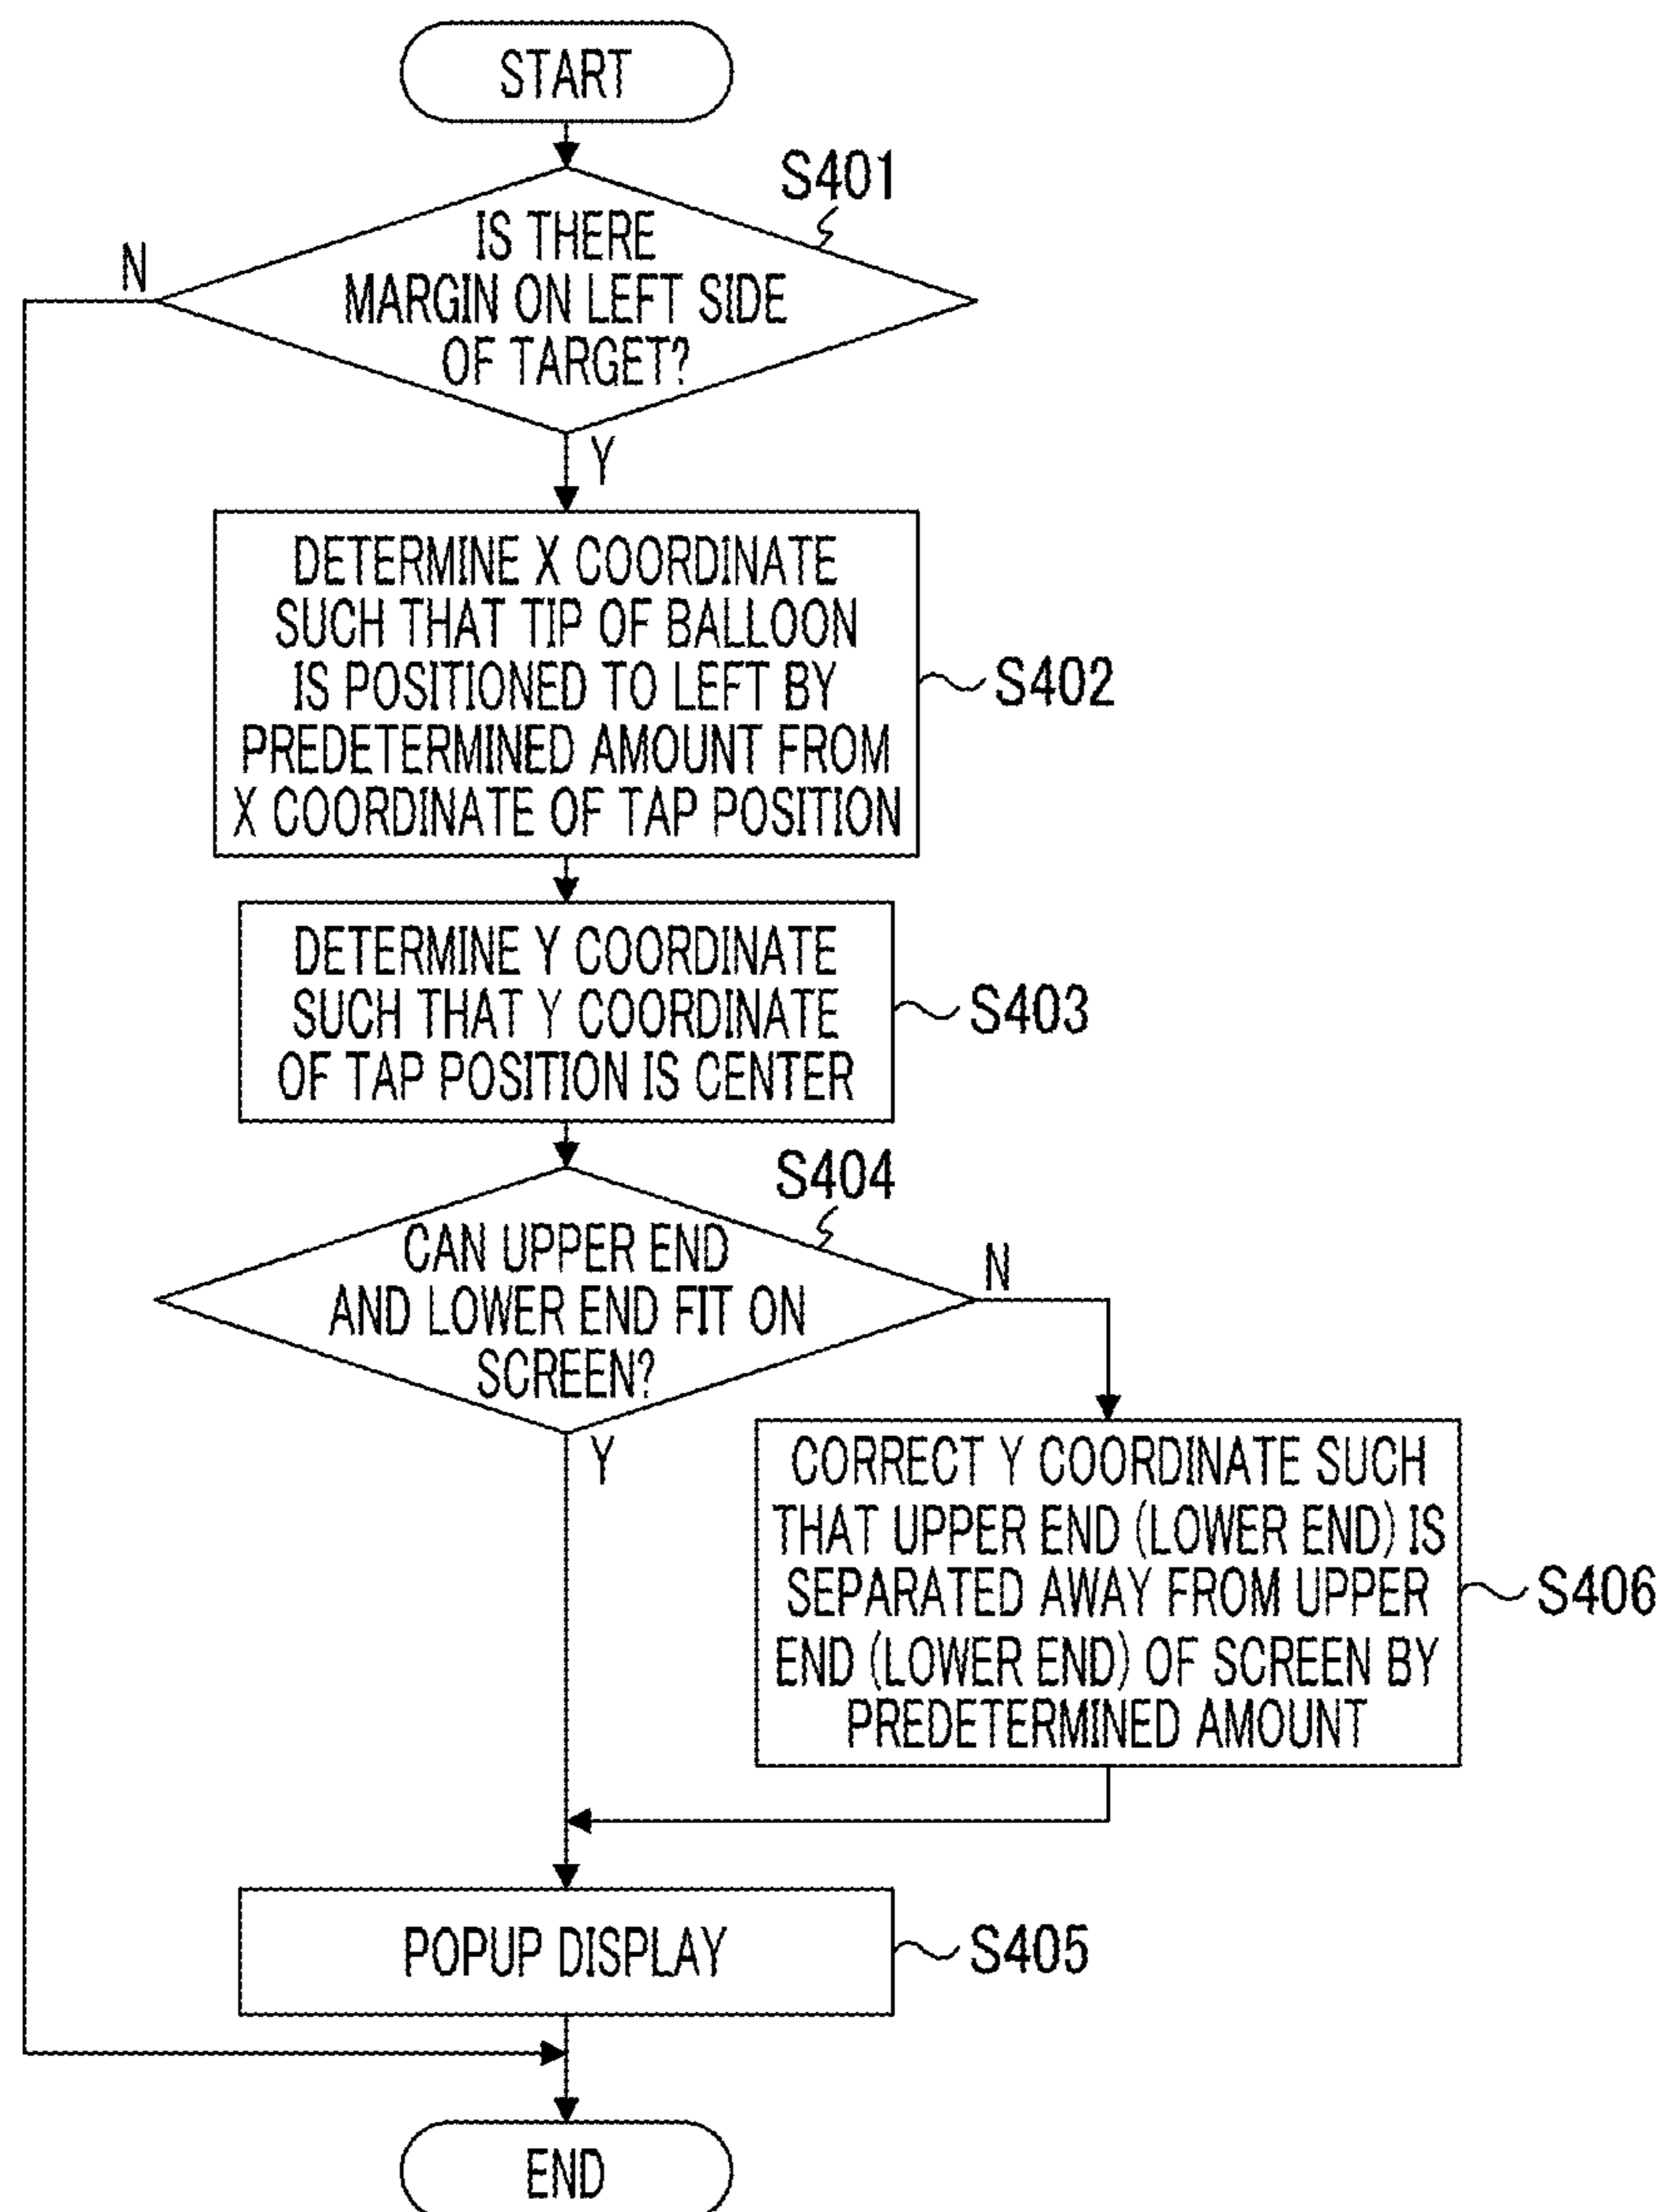 START
S401
IS THERE
MARGIN ON LEFT SIDE
OF TARGET?
N
Y
DETERMINE X COORDINATE
SUCH THAT TIP OF BALLOON
IS POSITIONED TO LEFT BY
PREDETERMINED AMOUNT FROM
X COORDINATE OF TAP POSITION
S402
DETERMINE Y COORDINATE
SUCH THAT Y COORDINATE
OF TAP POSITION IS CENTER
S403
S404
CAN UPPER END
AND LOWER END FIT ON
SCREEN?
N
Y
CORRECT Y COORDINATE SUCH
THAT UPPER END (LOWER END) IS
SEPARATED AWAY FROM UPPER
END (LOWER END) OF SCREEN BY
PREDETERMINED AMOUNT
S406
POPUP DISPLAY
S405
END